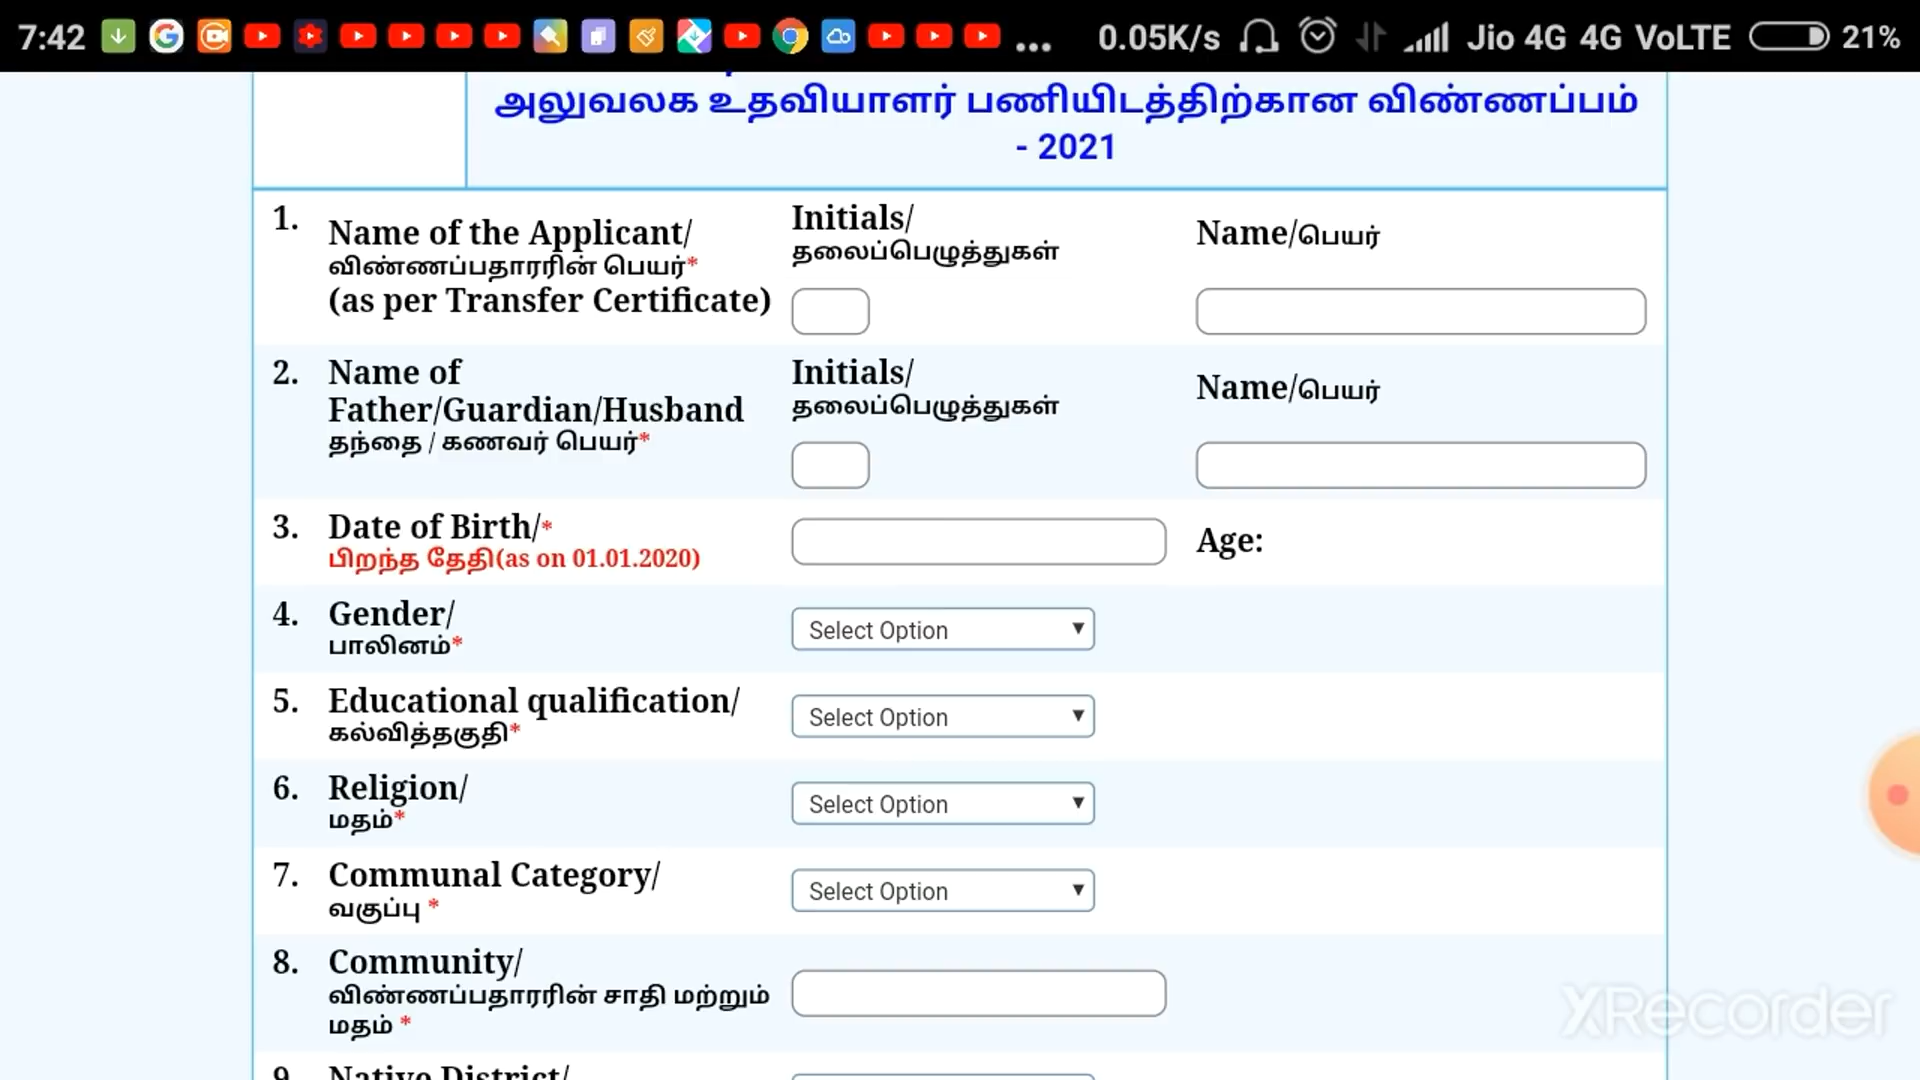 7:42 ... 0.05K/s Jio 4G 4G VoLTE 21%
அலுவலக உதவியாளர் பணியிடத்திற்கான விண்ணப்பம்
- 2021
1. Name of the Applicant/
விண்ணப்பதாரரின் பெயர்*
(as per Transfer Certificate)
Initials/
தலைப்பெழுத்துகள்
Name/பெயர்
2. Name of
Father/Guardian/Husband
தந்தை / கணவர் பெயர்*
Initials/
தலைப்பெழுத்துகள்
Name/பெயர்
3. Date of Birth/*
பிறந்த தேதி(as on 01.01.2020)
Age:
4. Gender/
பாலினம்*
Select Option
5. Educational qualification/
கல்வித்தகுதி*
Select Option
6. Religion/
மதம்*
Select Option
7. Communal Category/
வகுப்பு *
Select Option
8. Community/
விண்ணப்பதாரரின் சாதி மற்றும்
மதம் *
9. Native District/
XRecorder